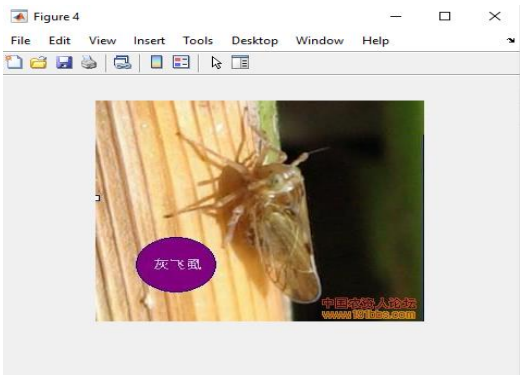 Figure 4
File Edit View Insert Tools Desktop Window Help
灰飞虱
中国农资人论坛
www.191bbs.com